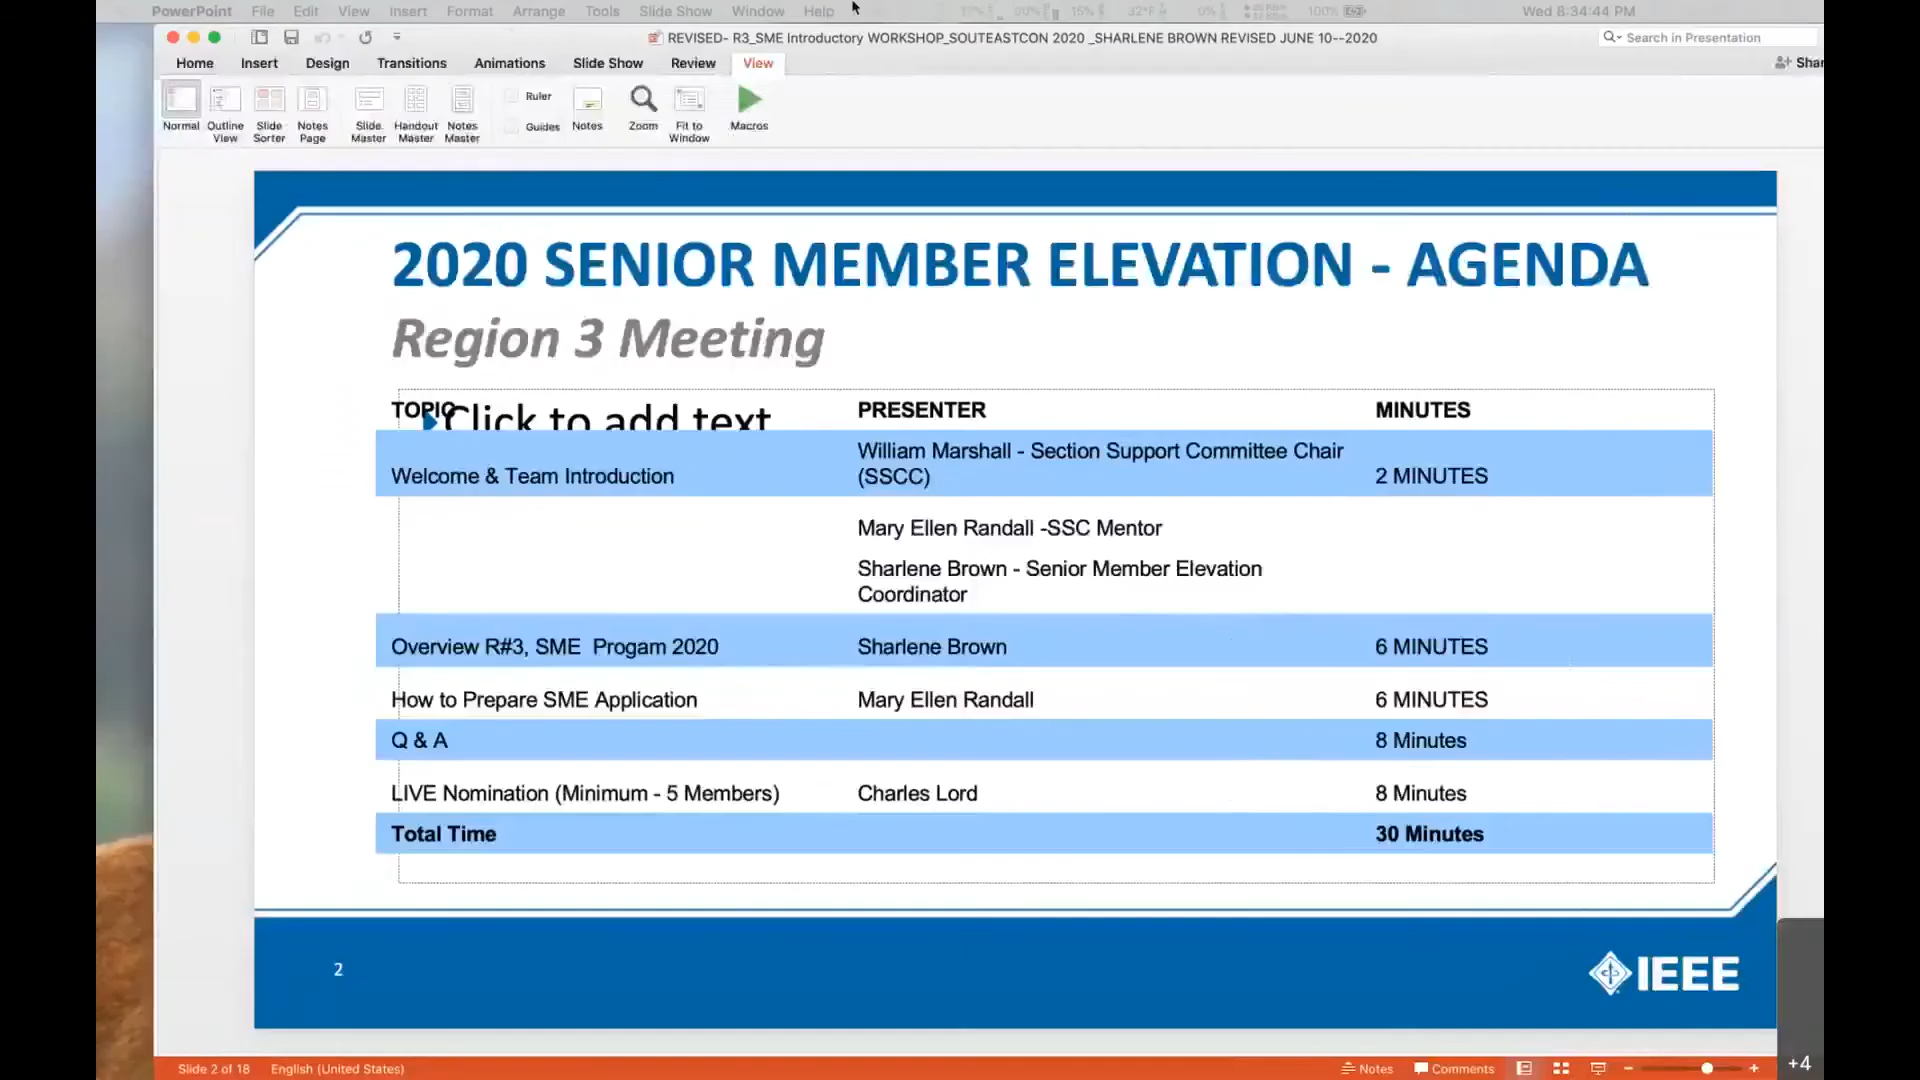 PowerPoint File Edit View Insert Format Arrange Tools Slide Show Window Help 15% 32°F 0% 100% Wed 8:34:44 PM
REVISED- R3_SME Introductory WORKSHOP_SOUTEASTCON 2020 _SHARLENE BROWN REVISED JUNE 10--2020 Search in Presentation
Home Insert Design Transitions Animations Slide Show Review View Shar
Ruler
Guides
Normal Outline View Slide Sorter Notes Page Slide Master Handout Master Notes Master Notes Zoom Fit to Window Macros
2020 SENIOR MEMBER ELEVATION - AGENDA
Region 3 Meeting
Click to add text
TOPIC PRESENTER MINUTES
Welcome & Team Introduction William Marshall - Section Support Committee Chair (SSCC) 2 MINUTES
Mary Ellen Randall -SSC Mentor
Sharlene Brown - Senior Member Elevation
Coordinator
Overview R#3, SME Progam 2020 Sharlene Brown 6 MINUTES
How to Prepare SME Application Mary Ellen Randall 6 MINUTES
Q & A 8 Minutes
LIVE Nomination (Minimum - 5 Members) Charles Lord 8 Minutes
Total Time 30 Minutes
2
IEEE
Slide 2 of 18 English (United States) Notes Comments
+4